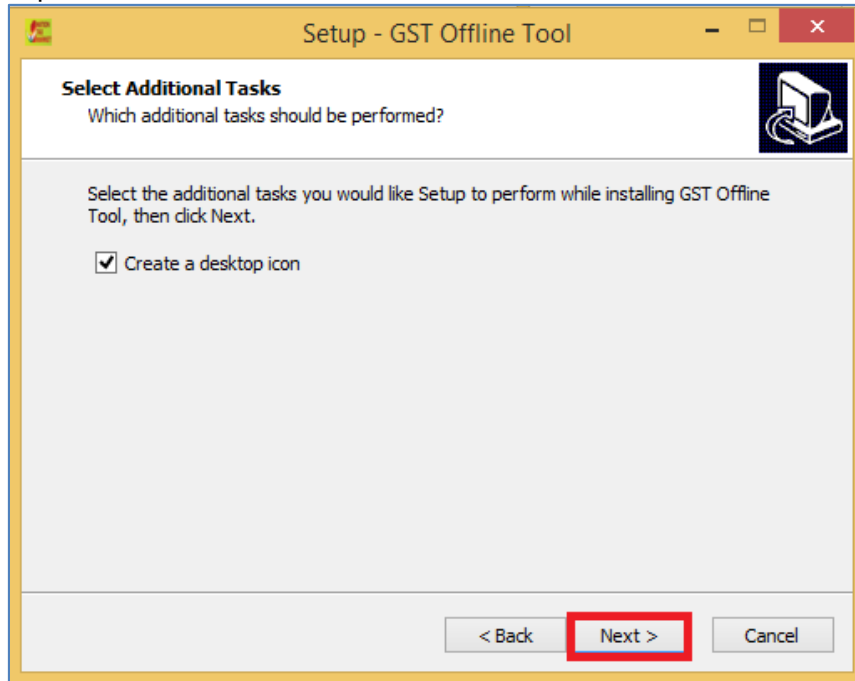 Setup - GST Offline Tool
Select Additional Tasks
Which additional tasks should be performed?
Select the additional tasks you would like Setup to perform while installing GST Offline
Tool, then click Next.
Create a desktop icon
< Back Next > Cancel